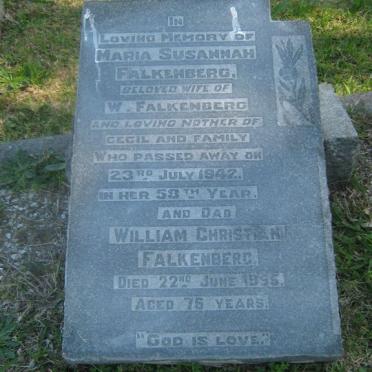 IN
LOVING MEMORY OF
MARIA SUSANNAH
FALKENBERG,
BELOVED WIFE OF
W. FALKENBERG
AND LOVING MOTHER OF
CECIL AND FAMILY
WHO PASSED AWAY ON
23RD JULY 1942.
IN HER 58TH YEAR.
AND DAD
WILLIAM CHRISTIAN
FALKENBERG.
DIED 22ND JUNE
AGED 75 YEARS.
"GOD IS LOVE."